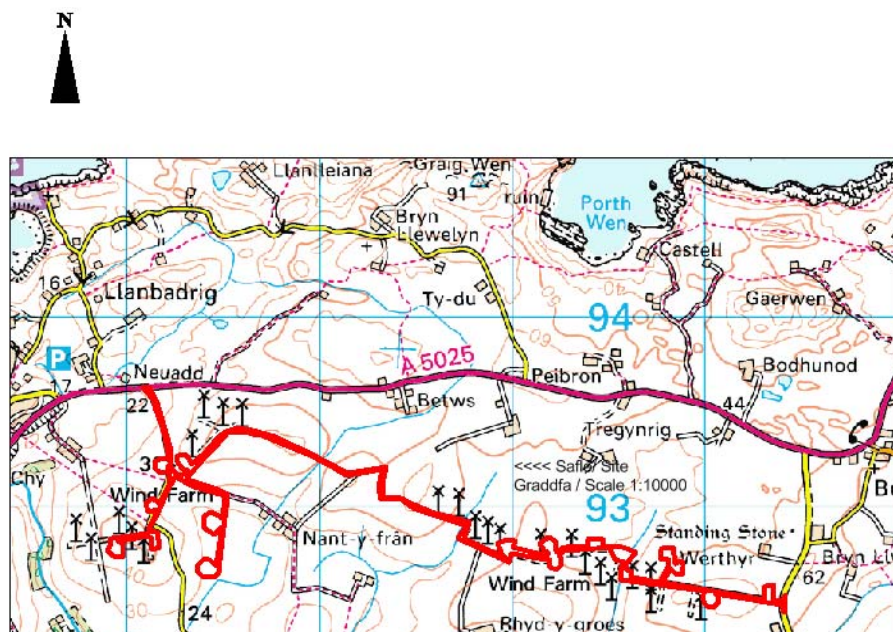 N
Llanlleiana
Graig Wen
91
ruin
Porth
Wen
Bryn
Llewelyn
Castell
16
Llanbadrig
Ty-du
Gaerwen
94
P
Neuadd
A 5025
Peibron
Bodhunod
17
22
Betws
44
Tregynrig
<<<< Safle/ Site
Graddfa / Scale 1:10000
Chy
Wind Farm
93
Standing Stone
Nant-y-frân
Werthyr
Wind Farm
62
24
Rhyd-y-groes